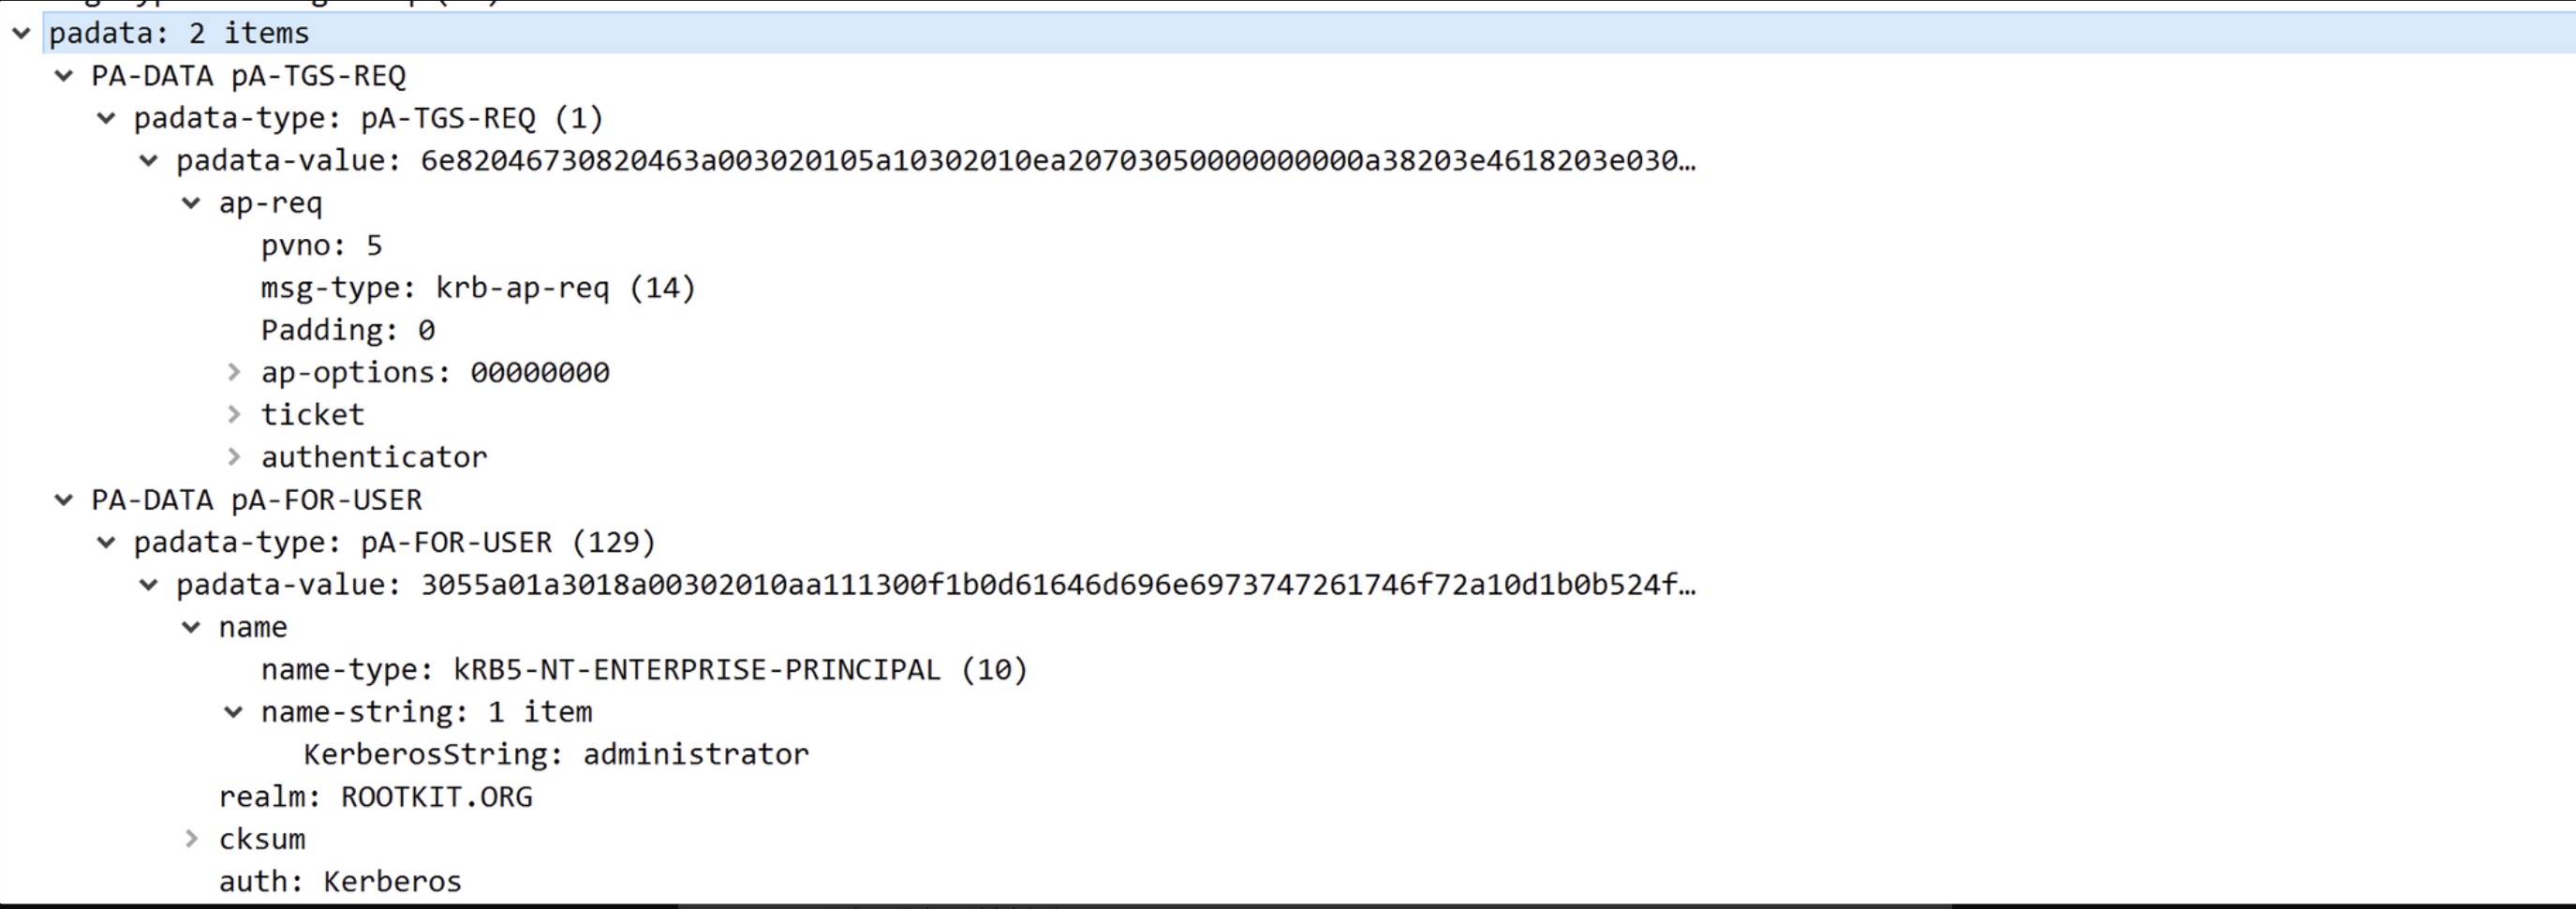 padata: 2 items
PA-DATA pA-TGS-REQ
padata-type: pA-TGS-REQ (1)
padata-value: 6e82046730820463a003020105a10302010ea20703050000000000a38203e4618203e030…
ap-req
pvno: 5
msg-type: krb-ap-req (14)
Padding: 0
ap-options: 00000000
ticket
authenticator
PA-DATA pA-FOR-USER
padata-type: pA-FOR-USER (129)
padata-value: 3055a01a3018a00302010aa111300f1b0d61646d696e6973747261746f72a10d1b0b524f…
name
name-type: kRB5-NT-ENTERPRISE-PRINCIPAL (10)
name-string: 1 item
KerberosString: administrator
realm: ROOTKIT.ORG
cksum
auth: Kerberos